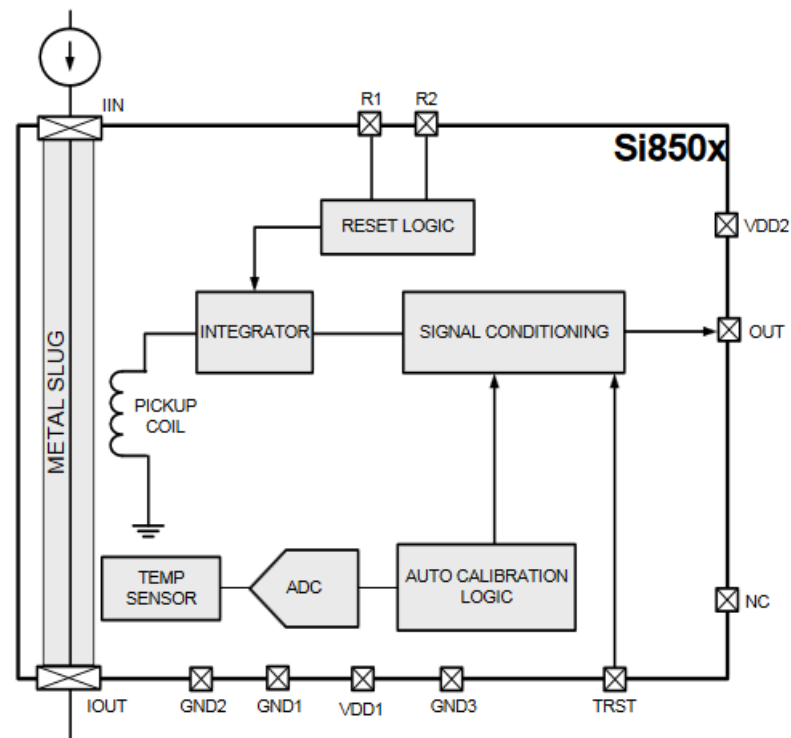 IIN
R1
R2
Si850x
RESET LOGIC
VDD2
INTEGRATOR
SIGNAL CONDITIONING
OUT
METAL SLUG
PICKUP
COIL
TEMP
SENSOR
ADC
AUTO CALIBRATION
LOGIC
NC
IOUT
GND2
GND1
VDD1
GND3
TRST